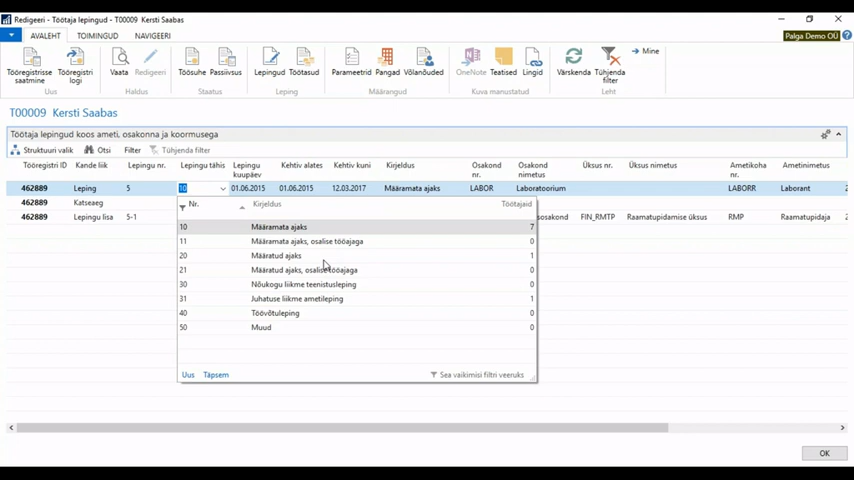 Redigeeri - Töötaja lepingud - T00009 Kersti Saabas
AVALEHT TOIMINGUD NAVIGEERI
Palga Demo OÜ
Tööregistrisse saatmine
Tööregistri logi
Vaata
Redigeeri
Töösuhe
Passiivsus
Lepingud
Töötasud
Parameetrid
Pangad
Võlanõuded
OneNote
Teatised
Lingid
Värskenda
Tühjenda filter
Mine
Uus
Haldus
Staatus
Leping
Määrangud
Kuva manustatud
Leht
T00009 Kersti Saabas
Töötaja lepingud koos ameti, osakonna ja koormusega
Struktuuri valik Otsi Filter Tühjenda filter
Tööregistri ID Kande liik Lepingu nr. Lepingu tähis Lepingu kuupäev Kehtiv alates Kehtiv kuni Kirjeldus Osakond nr. Osakond nimetus Üksus nr. Üksus nimetus Ametikoha nr. Ametinimetus
462889 Leping 5 10 01.06.2015 01.06.2015 12.03.2017 Määramata ajaks LABOR Laboratoorium LABORR Laborant 2
462889 Katseaeg
462889 Lepingu lisa 5-1 sosakond FIN_RMTP Raamatupidamise üksus RMP Raamatupidaja 2
Nr. Kirjeldus Töötajaid
10 Määramata ajaks 7
11 Määramata ajaks, osalise tööajaga 0
20 Määratud ajaks 1
21 Määratud ajaks, osalise tööajaga 0
30 Nõukogu liikme teenistusleping 0
31 Juhatuse liikme ametileping 1
40 Töövõtuleping 0
50 Muud 0
Uus Täpsem Sea vaikimisi filtri veeruks
OK